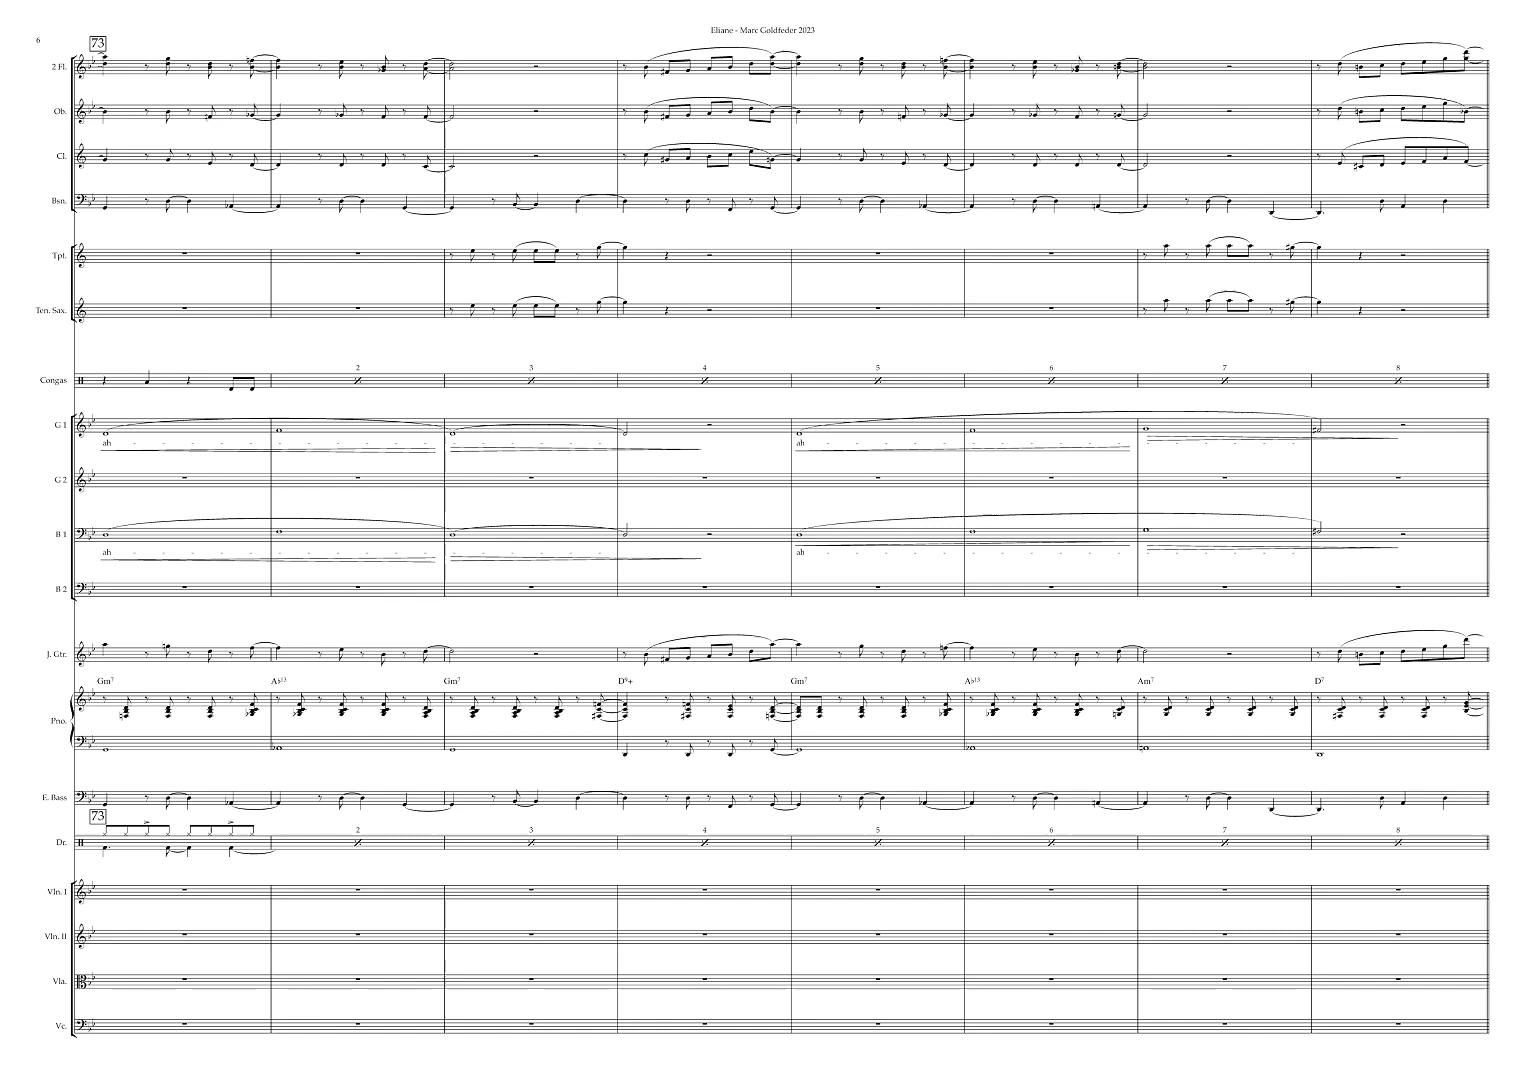 Eliane - Marc Goldfeder 2023
6
73
2 Fl.
Ob.
Cl.
Bsn.
Tpt.
Ten. Sax.
Congas 2 3 4 5 6 7 8
G 1
ah - - - - - - - - - - - - - - - - ah - - - - - - - - - - - - - - - -
G 2
B 1
ah - - - - - - - - - - - - - - - - ah - - - - - - - - - - - - - - - -
B 2
J. Gtr.
Gm7 A♭13 Gm7 D9+ Gm7 A♭13 Am7 D7
Pno.
E. Bass
73
Dr. 2 3 4 5 6 7 8
Vln. I
Vln. II
Vla.
Vc.